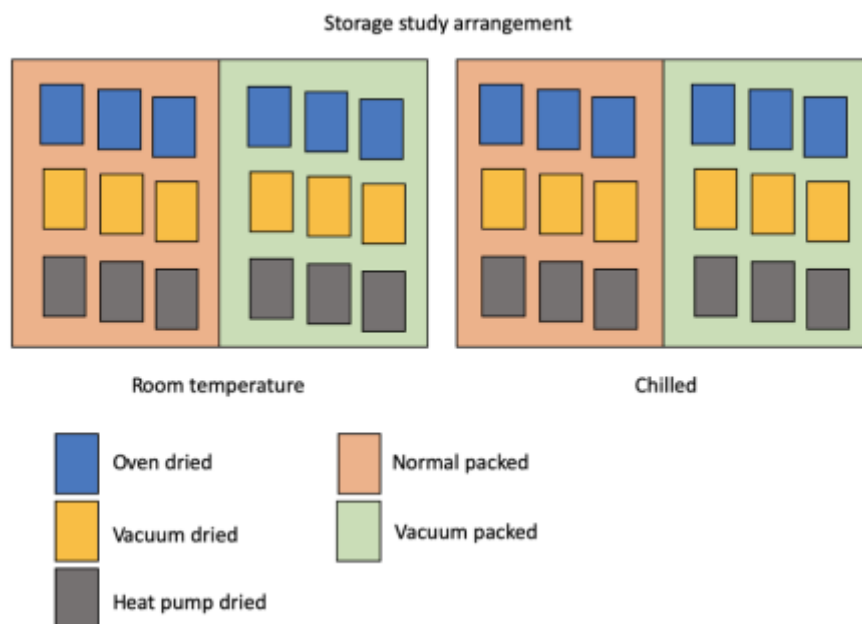 Storage study arrangement
Room temperature
Chilled
Oven dried
Normal packed
Vacuum dried
Vacuum packed
Heat pump dried